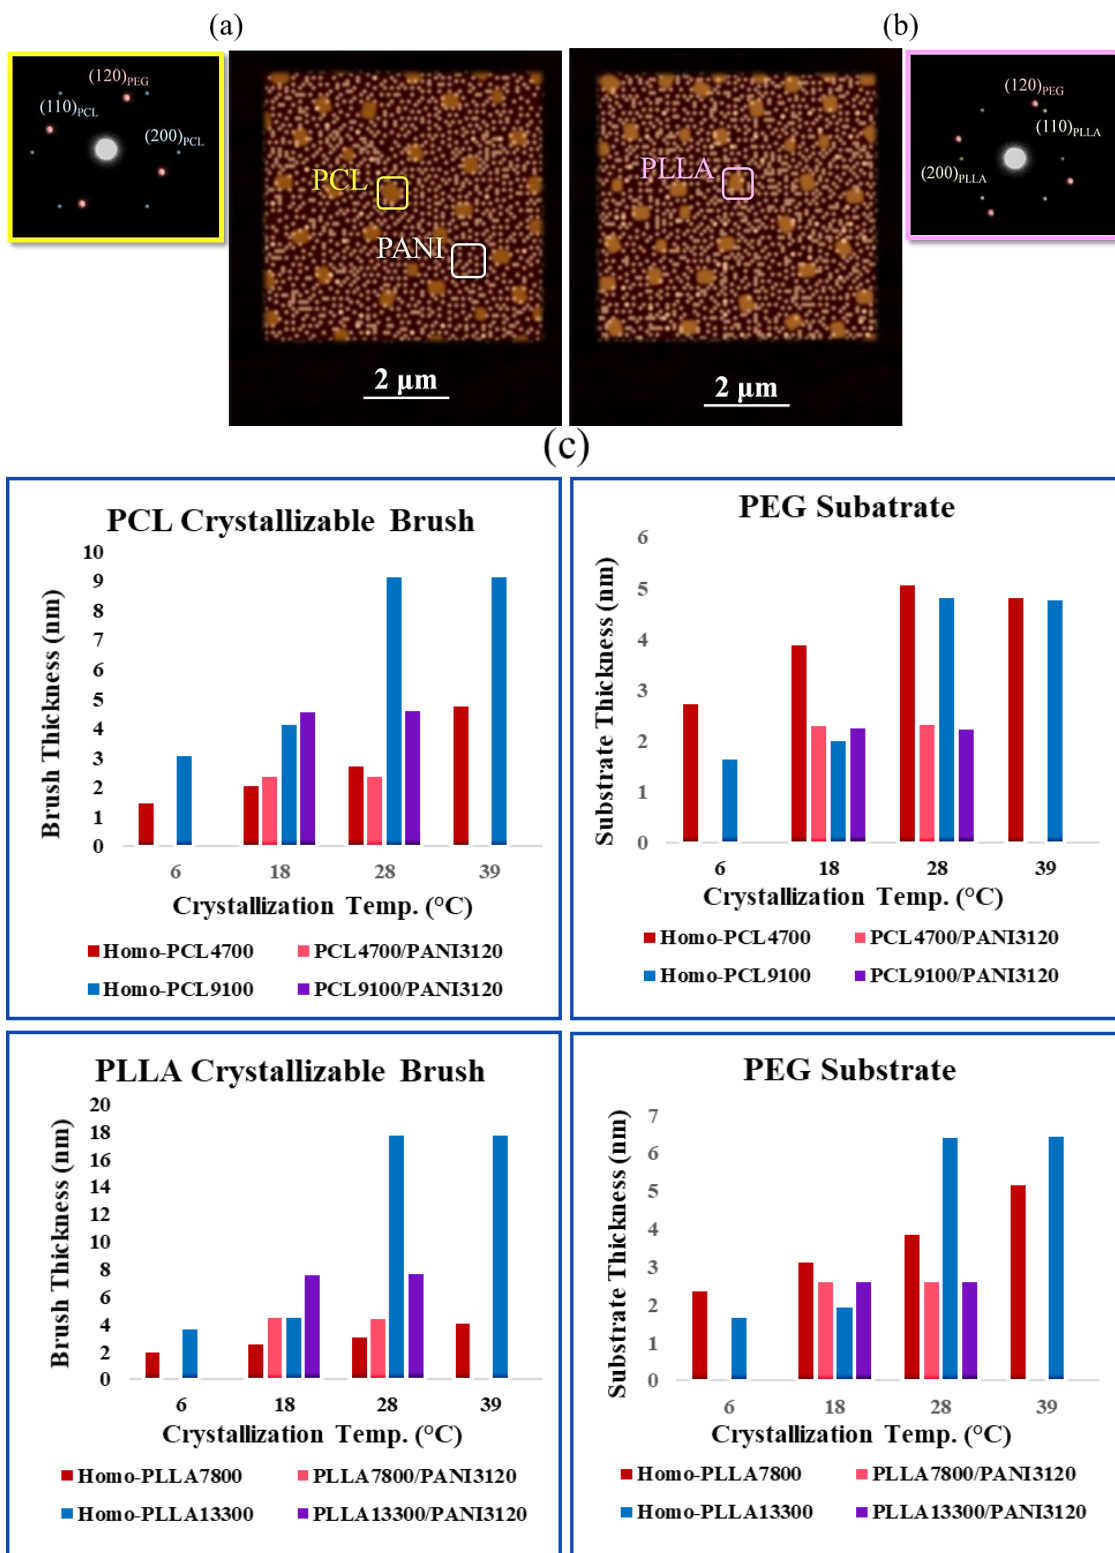 (a)
(b)
(120)PEG
(110)PCL
(200)PCL
PCL
PANI
2 µm
PLLA
2 µm
(120)PEG
(110)PLLA
(200)PLLA
(c)
PCL Crystallizable Brush
Brush Thickness (nm)
10
9
8
7
6
5
4
3
2
1
0
6 18 28 39
Crystallization Temp. (°C)
Homo-PCL4700 PCL4700/PANI3120
Homo-PCL9100 PCL9100/PANI3120
PEG Subatrate
Substrate Thickness (nm)
6
5
4
3
2
1
0
6 18 28 39
Crystallization Temp. (°C)
Homo-PCL4700 PCL4700/PANI3120
Homo-PCL9100 PCL9100/PANI3120
PLLA Crystallizable Brush
Brush Thickness (nm)
20
18
16
14
12
10
8
6
4
2
0
6 18 28 39
Crystallization Temp. (°C)
Homo-PLLA7800 PLLA7800/PANI3120
Homo-PLLA13300 PLLA13300/PANI3120
PEG Substrate
Substrate Thickness (nm)
7
6
5
4
3
2
1
0
6 18 28 39
Crystallization Temp. (°C)
Homo-PLLA7800 PLLA7800/PANI3120
Homo-PLLA13300 PLLA13300/PANI3120